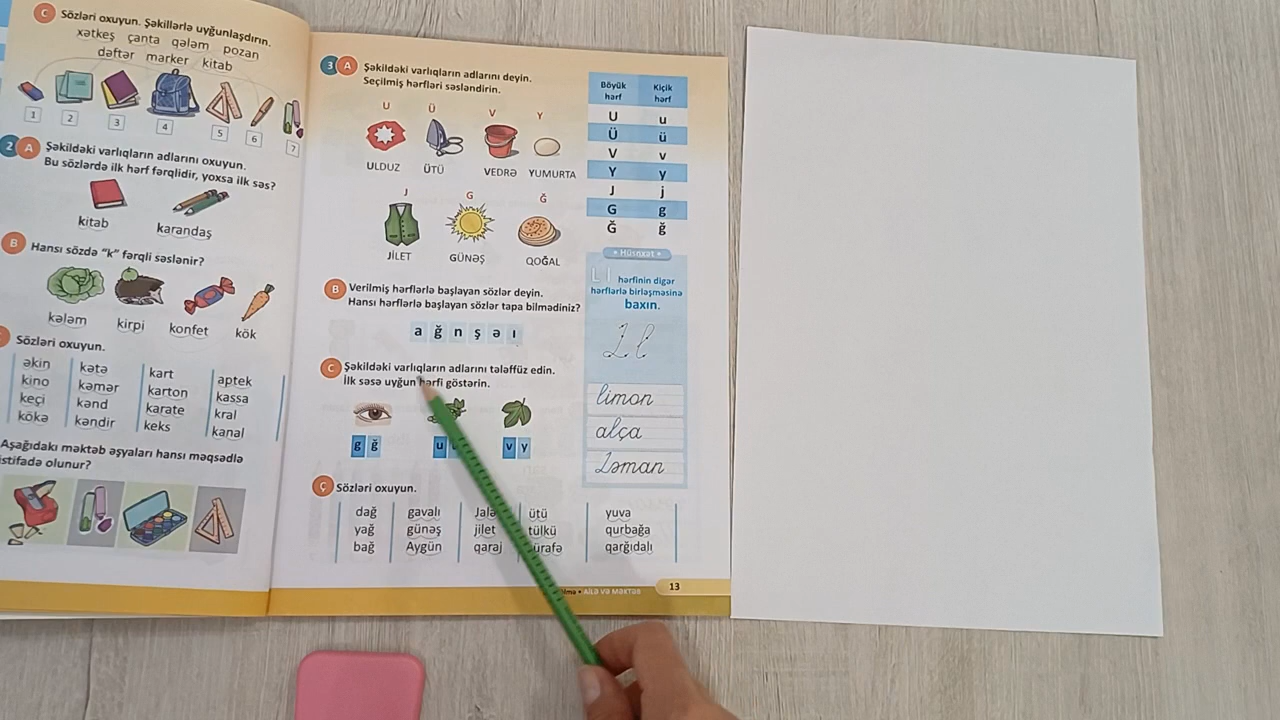 C Sözləri oxuyun. Şəkillərlə uyğunlaşdırın.
xətkeş çanta qələm pozan
dəftər marker kitab
1 2 3 4 5 6 7
2 A Şəkildəki varlıqların adlarını oxuyun.
Bu sözlərdə ilk hərf fərqlidir, yoxsa ilk səs?
kitab karandaş
B Hansı sözdə "k" fərqli səslənir?
kələm kirpi konfet kök
Sözləri oxuyun.
əkin kətə kart aptek
kino kəmər karton kassa
keçi kənd karate kral
kökə kəndir keks kanal
Aşağıdakı məktəb əşyaları hansı məqsədlə
istifadə olunur?
3 A Şəkildəki varlıqların adlarını deyin.
Seçilmiş hərfləri səsləndirin.
U Ü V Y
ULDUZ ÜTÜ VEDRƏ YUMURTA
J G Ğ
JİLET GÜNƏŞ QOĞAL
B Verilmiş hərflərlə başlayan sözlər deyin.
Hansı hərflərlə başlayan sözlər tapa bilmədiniz?
a ğ n ş ə ı
C Şəkildəki varlıqların adlarını tələffüz edin.
İlk səsə uyğun hərfi göstərin.
g ğ u v y
Ç Sözləri oxuyun.
dağ gavalı Jalə ütü yuva
yağ günəş jilet tülkü qurbağa
bağ Aygün qaraj qarğıdalı
Böyük hərf Kiçik hərf
U u
Ü ü
V v
Y y
J j
G g
Ğ ğ
• Hüsnxət •
L l hərfinin digər
hərflərlə birləşməsinə
baxın.
L l
limon
alça
Ləman
• AİLƏ VƏ MƏKTƏB 13